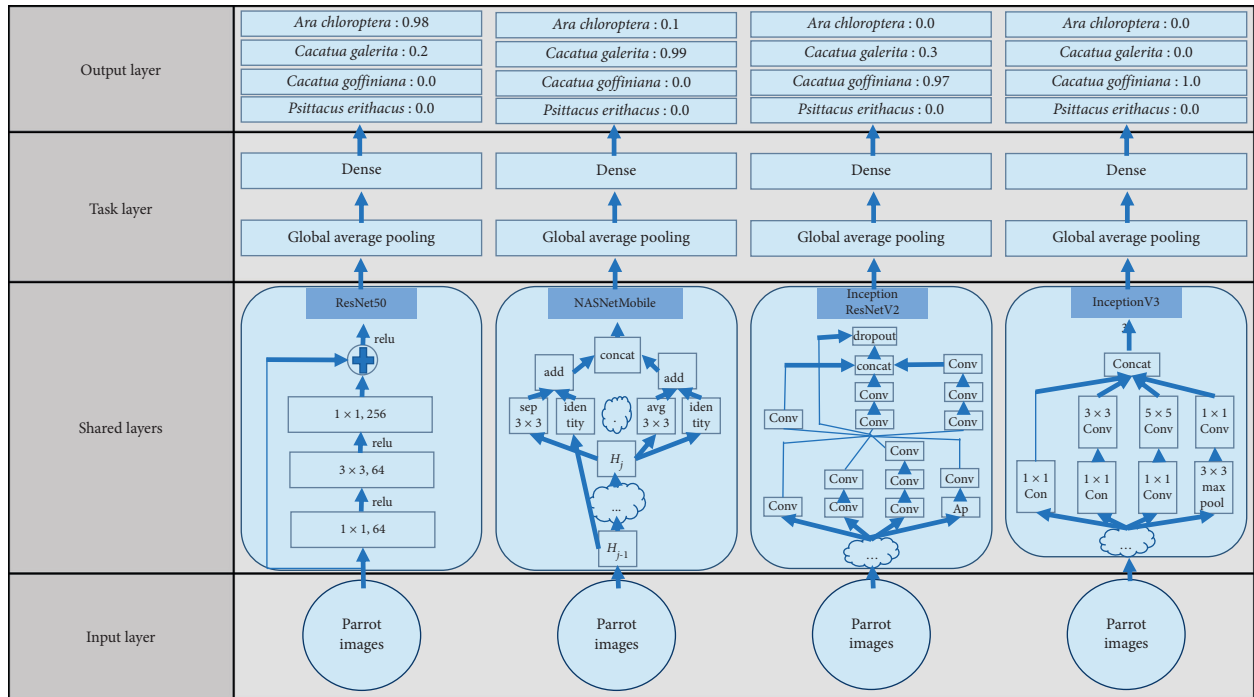 Output layer
Ara chloroptera : 0.98
Cacatua galerita : 0.2
Cacatua goffiniana : 0.0
Psittacus erithacus : 0.0
Ara chloroptera : 0.1
Cacatua galerita : 0.99
Cacatua goffiniana : 0.0
Psittacus erithacus : 0.0
Ara chloroptera : 0.0
Cacatua galerita : 0.3
Cacatua goffiniana : 0.97
Psittacus erithacus : 0.0
Ara chloroptera : 0.0
Cacatua galerita : 0.0
Cacatua goffiniana : 1.0
Psittacus erithacus : 0.0
Task layer
Dense
Dense
Dense
Dense
Global average pooling
Global average pooling
Global average pooling
Global average pooling
Shared layers
ResNet50
relu
1 × 1, 256
relu
3 × 3, 64
relu
1 × 1, 64
NASNetMobile
concat
add
add
sep
3 × 3
iden
tity
. . .
avg
3 × 3
iden
tity
Hj
...
Hj-1
Inception
ResNetV2
dropout
concat
Conv
Conv
Conv
Conv
Conv
Conv
Conv
Conv
Conv
Conv
Conv
Conv
Conv
Conv
Ap
...
InceptionV3
Concat
3 × 3
Conv
5 × 5
Conv
1 × 1
Conv
1 × 1
Con
1 × 1
Con
1 × 1
Conv
3 × 3
max
pool
...
Input layer
Parrot
images
Parrot
images
Parrot
images
Parrot
images